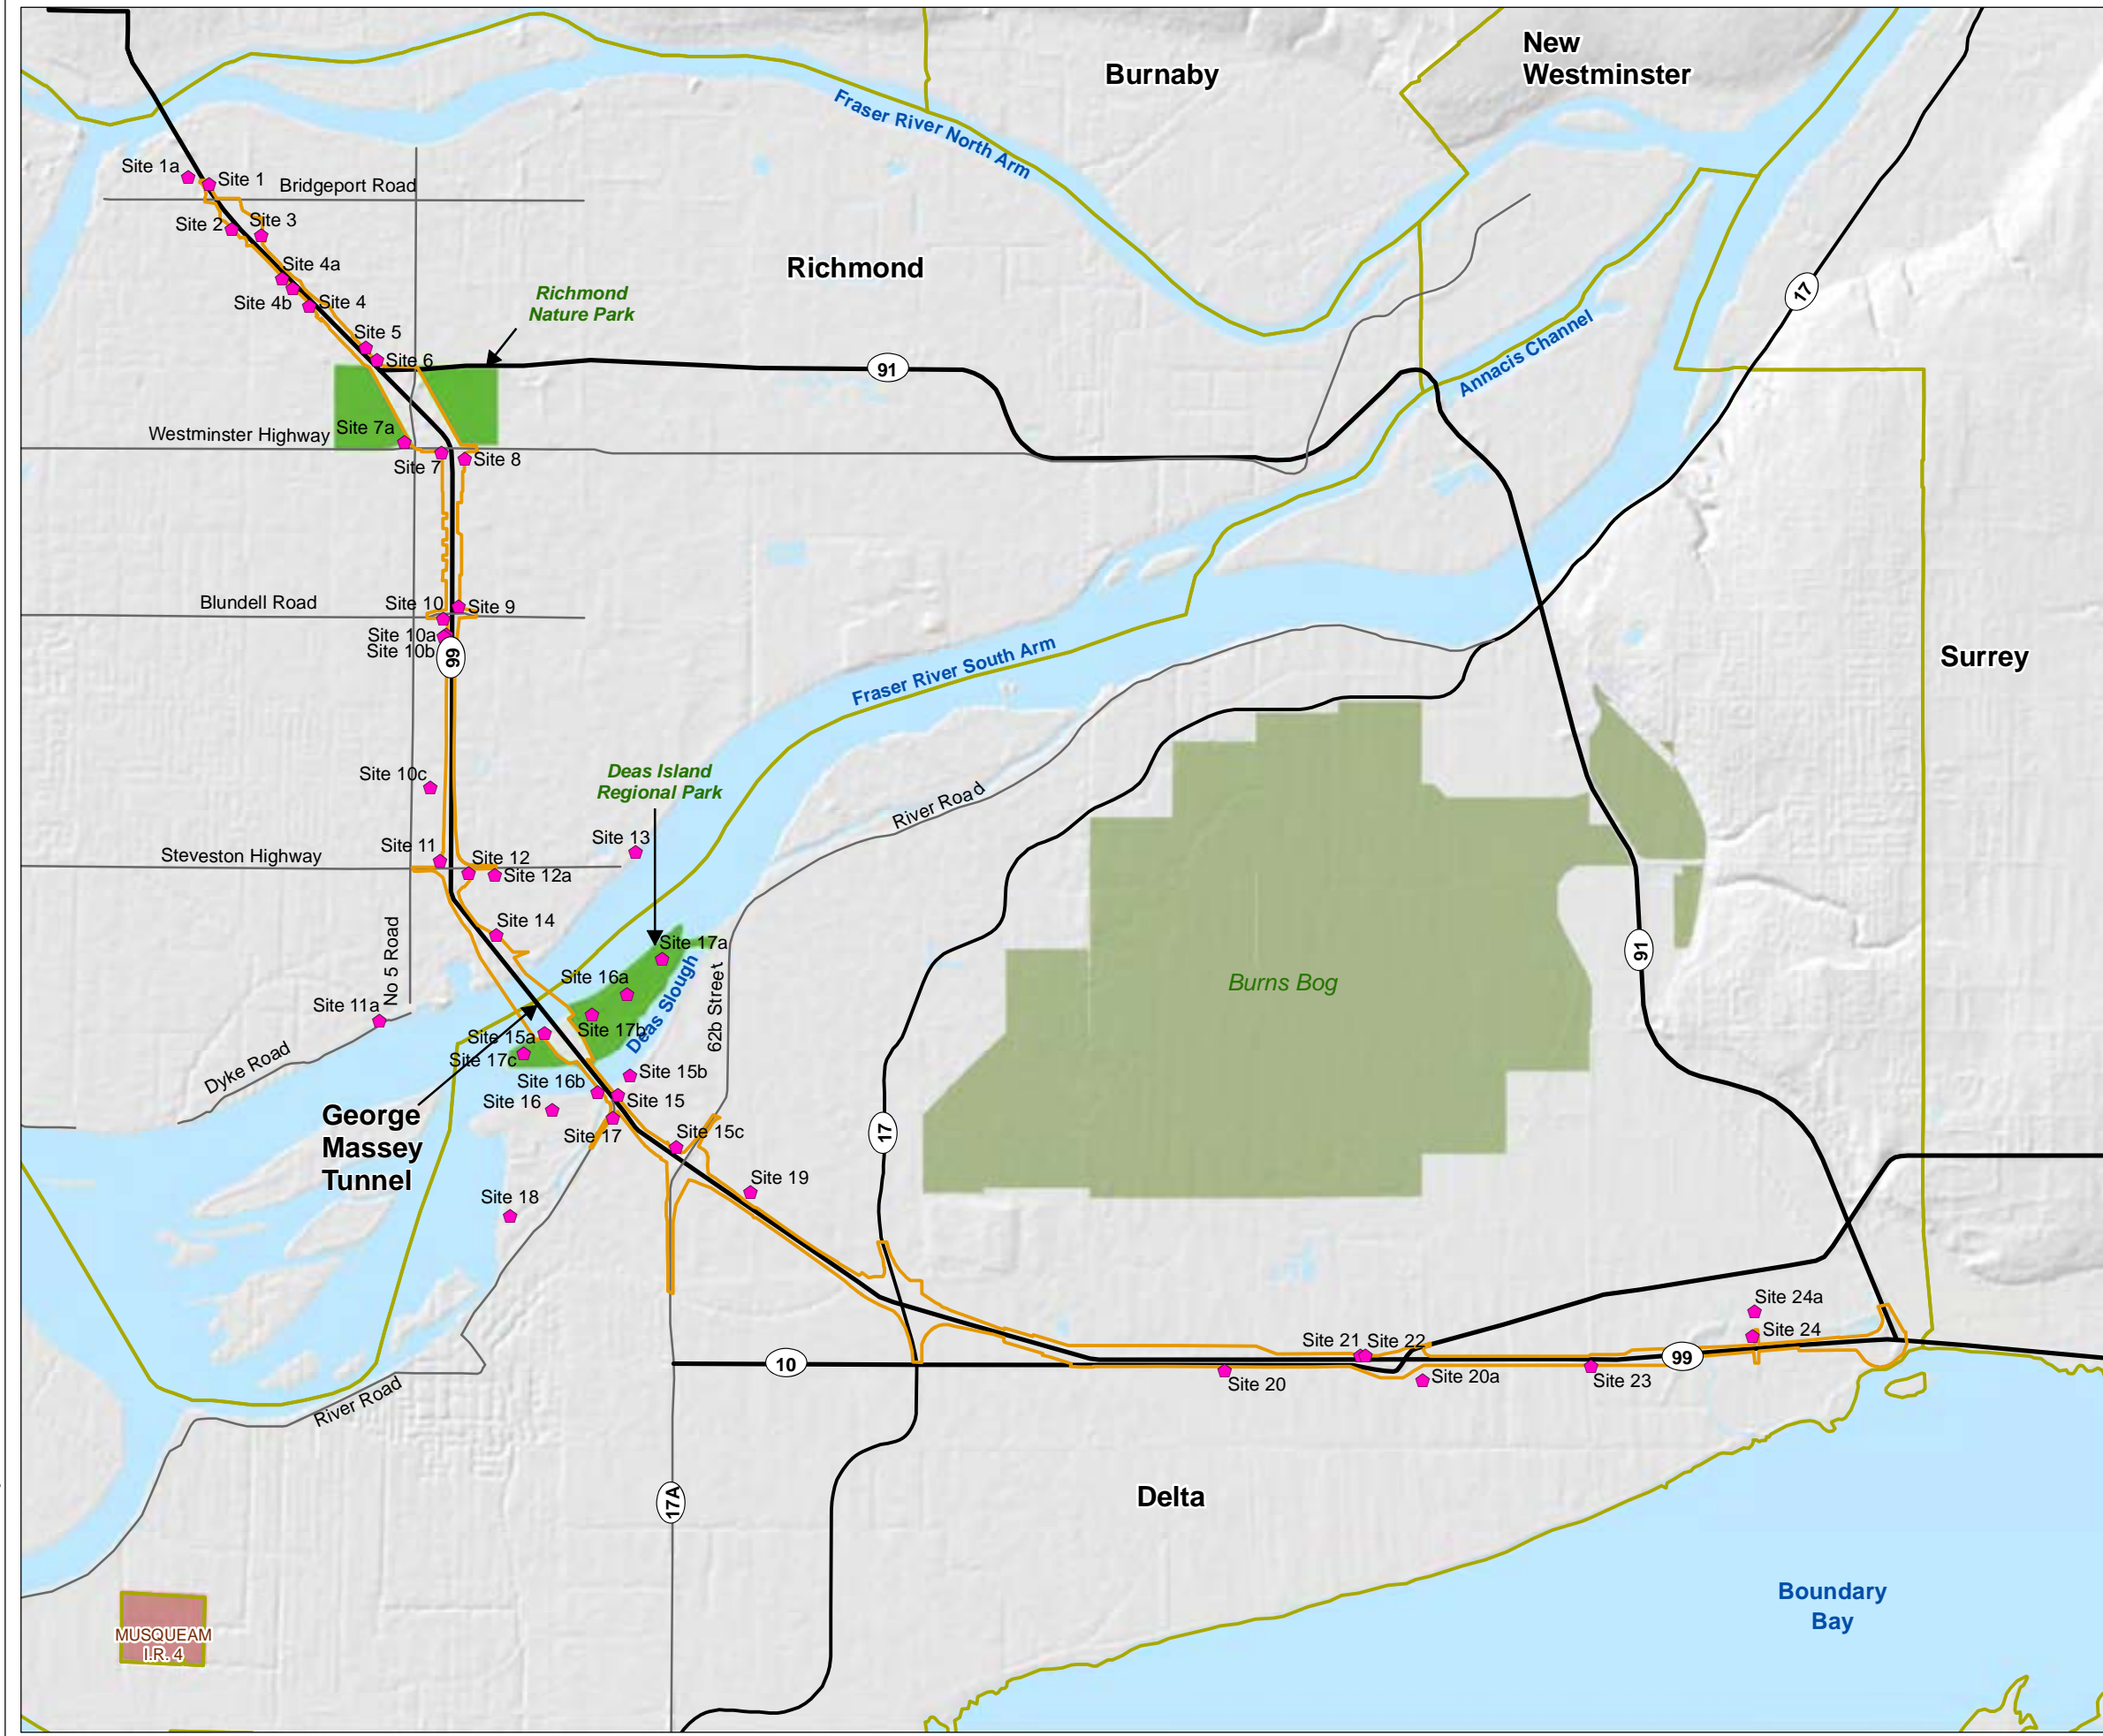 New
Westminster
Burnaby
Fraser River North Arm
Site 1a
Site 1
Bridgeport Road
Site 2
Site 3
Richmond
Site 4a
Site 4b
Site 4
Richmond
Nature Park
17
Annacis Channel
Site 5
Site 6
91
Site 7a
Westminster Highway
Site 7
Site 8
Blundell Road
Site 10
Site 9
Site 10a
Site 10b
99
Fraser River South Arm
Surrey
Site 10c
Deas Island
Regional Park
River Road
Site 13
Steveston Highway
Site 11
Site 12
Site 12a
No 5 Road
Site 14
Site 17a
Site 16a
Deas Slough
62b Street
Burns Bog
91
Site 11a
Site 17b
Site 15a
Site 17c
Dyke Road
Site 16b
Site 15b
Site 16
Site 15
George
Massey
Tunnel
Site 17
Site 15c
17
Site 19
Site 18
Site 24a
Site 24
Site 21
Site 22
99
10
Site 20
Site 20a
Site 23
River Road
17A
Delta
Boundary
Bay
MUSQUEAM
I.R. 4